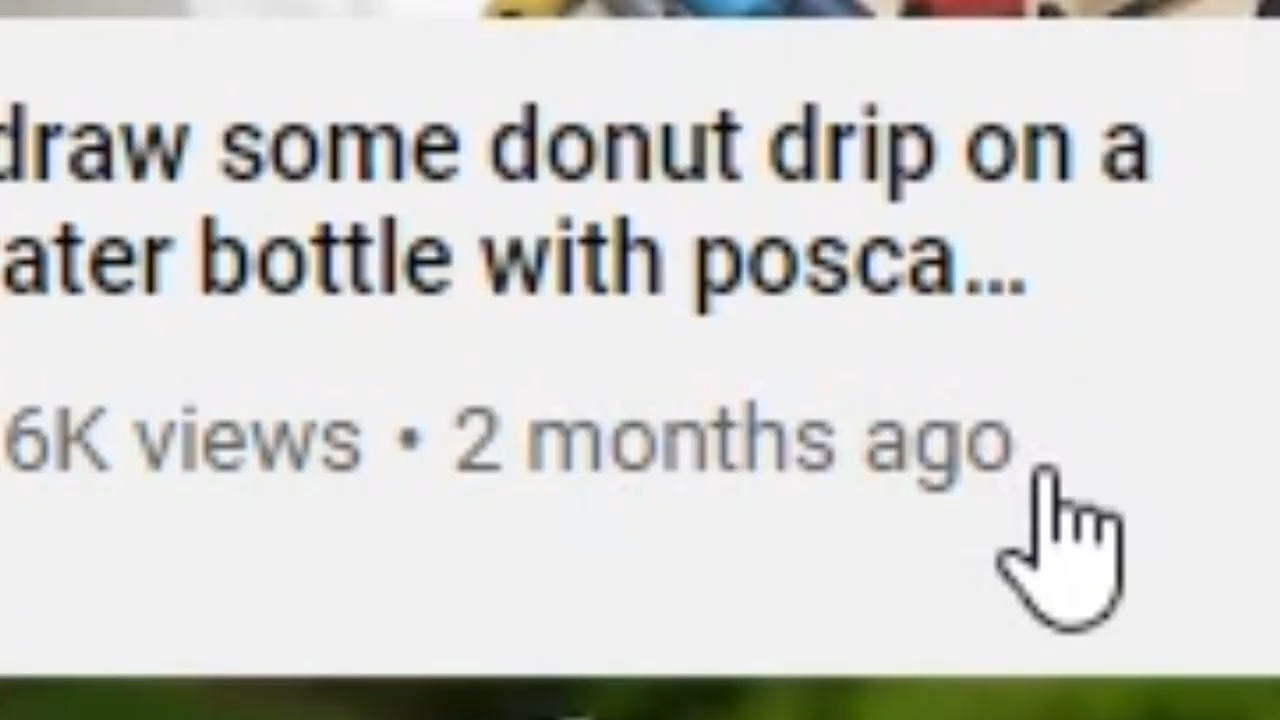 draw some donut drip on a
ater bottle with posca...
6K views • 2 months ago